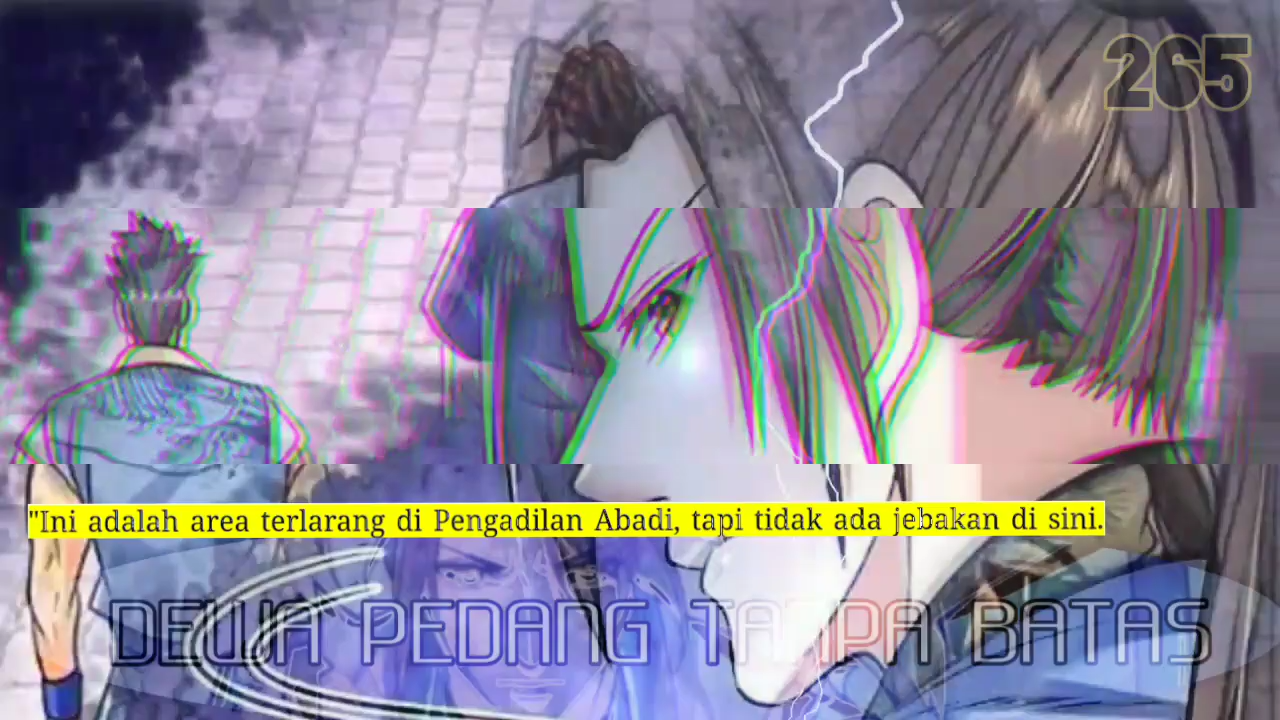 265
"Ini adalah area terlarang di Pengadilan Abadi, tapi tidak ada jebakan di sini.
DEWA PEDANG TANPA BATAS